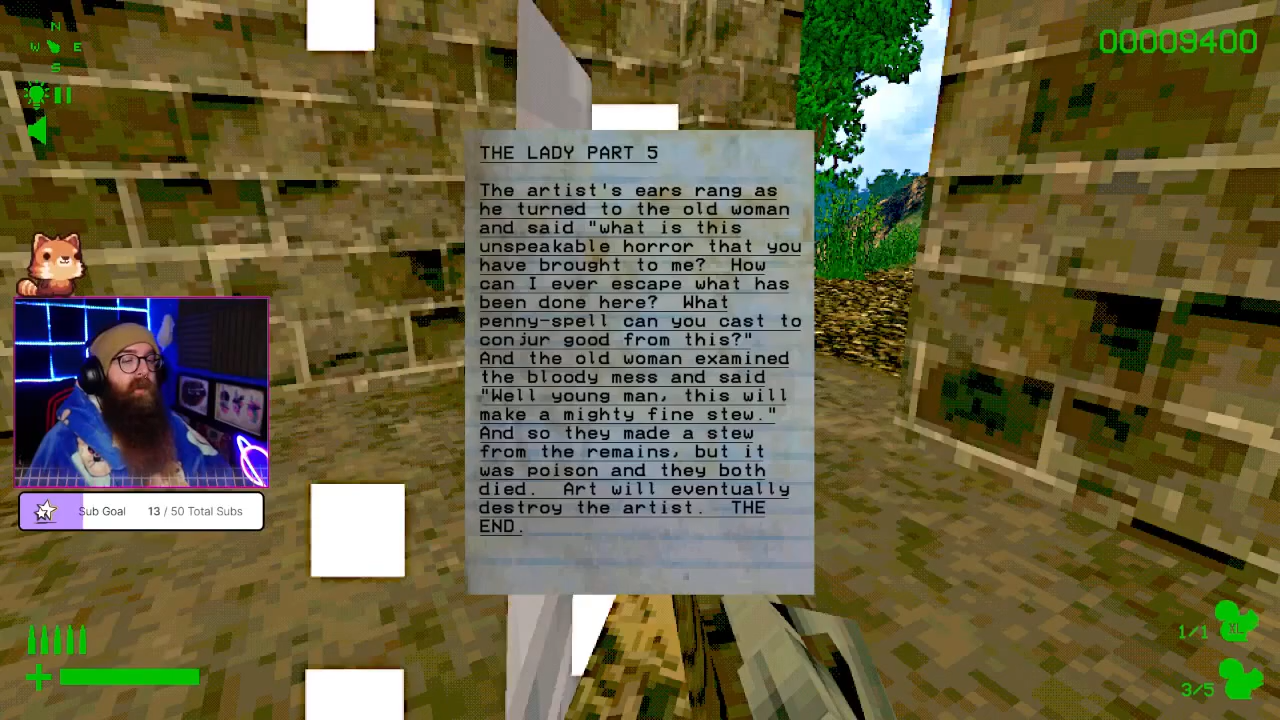 N
W E
S
00009400
THE LADY PART 5
The artist's ears rang as
he turned to the old woman
and said "what is this
unspeakable horror that you
have brought to me? How
can I ever escape what has
been done here? What
penny-spell can you cast to
conjur good from this?"
And the old woman examined
the bloody mess and said
"Well young man, this will
make a mighty fine stew."
And so they made a stew
from the remains, but it
was poison and they both
died. Art will eventually
destroy the artist. THE
END.
Sub Goal 13 / 50 Total Subs
1/1 XL
3/5